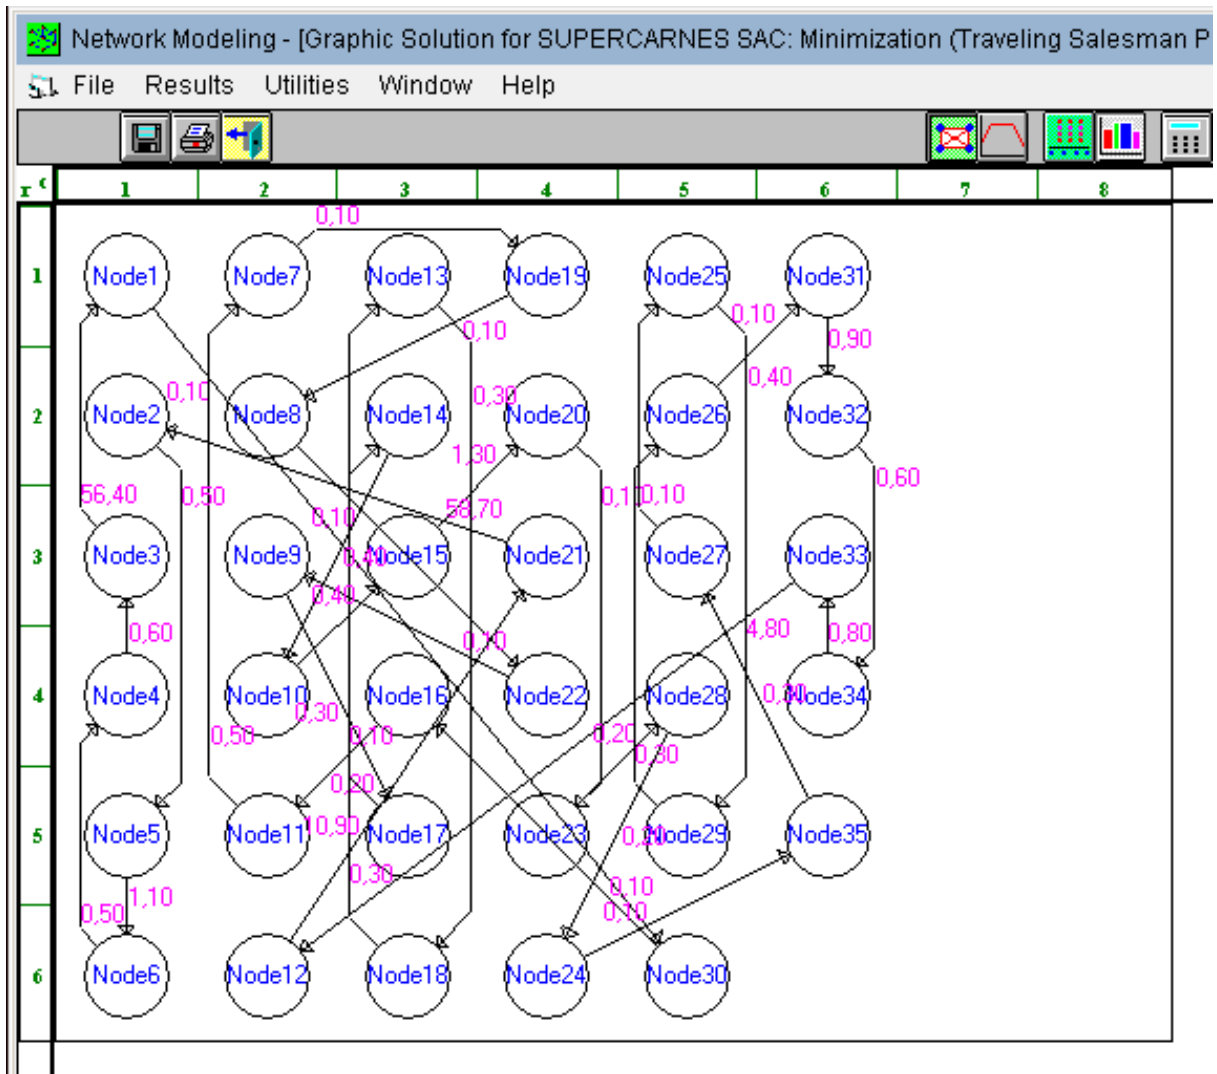 Network Modeling - [Graphic Solution for SUPERCARNES SAC: Minimization (Traveling Salesman P
File Results Utilities Window Help
1 2 3 4 5 6 7 8
0,10
1 Node1 Node7 Node13 Node19 Node25 Node31
0,10 0,10 0,90
0,10 0,30 0,40
2 Node2 Node8 Node14 Node20 Node26 Node32
1,30 0,60
56,40 0,50 0,10 58,70 0,10 0,10
3 Node3 Node9 0,40 Node15 Node21 Node27 Node33
0,40
0,60 0,10 4,80 0,80
4 Node4 Node10 Node16 Node22 Node28 Node34
0,30 0,30
0,50 0,10 0,20 0,30
0,20
5 Node5 Node11 10,90 Node17 Node23 0,20 Node29 Node35
1,10 0,30 0,10
0,50 0,10
6 Node6 Node12 Node18 Node24 Node30